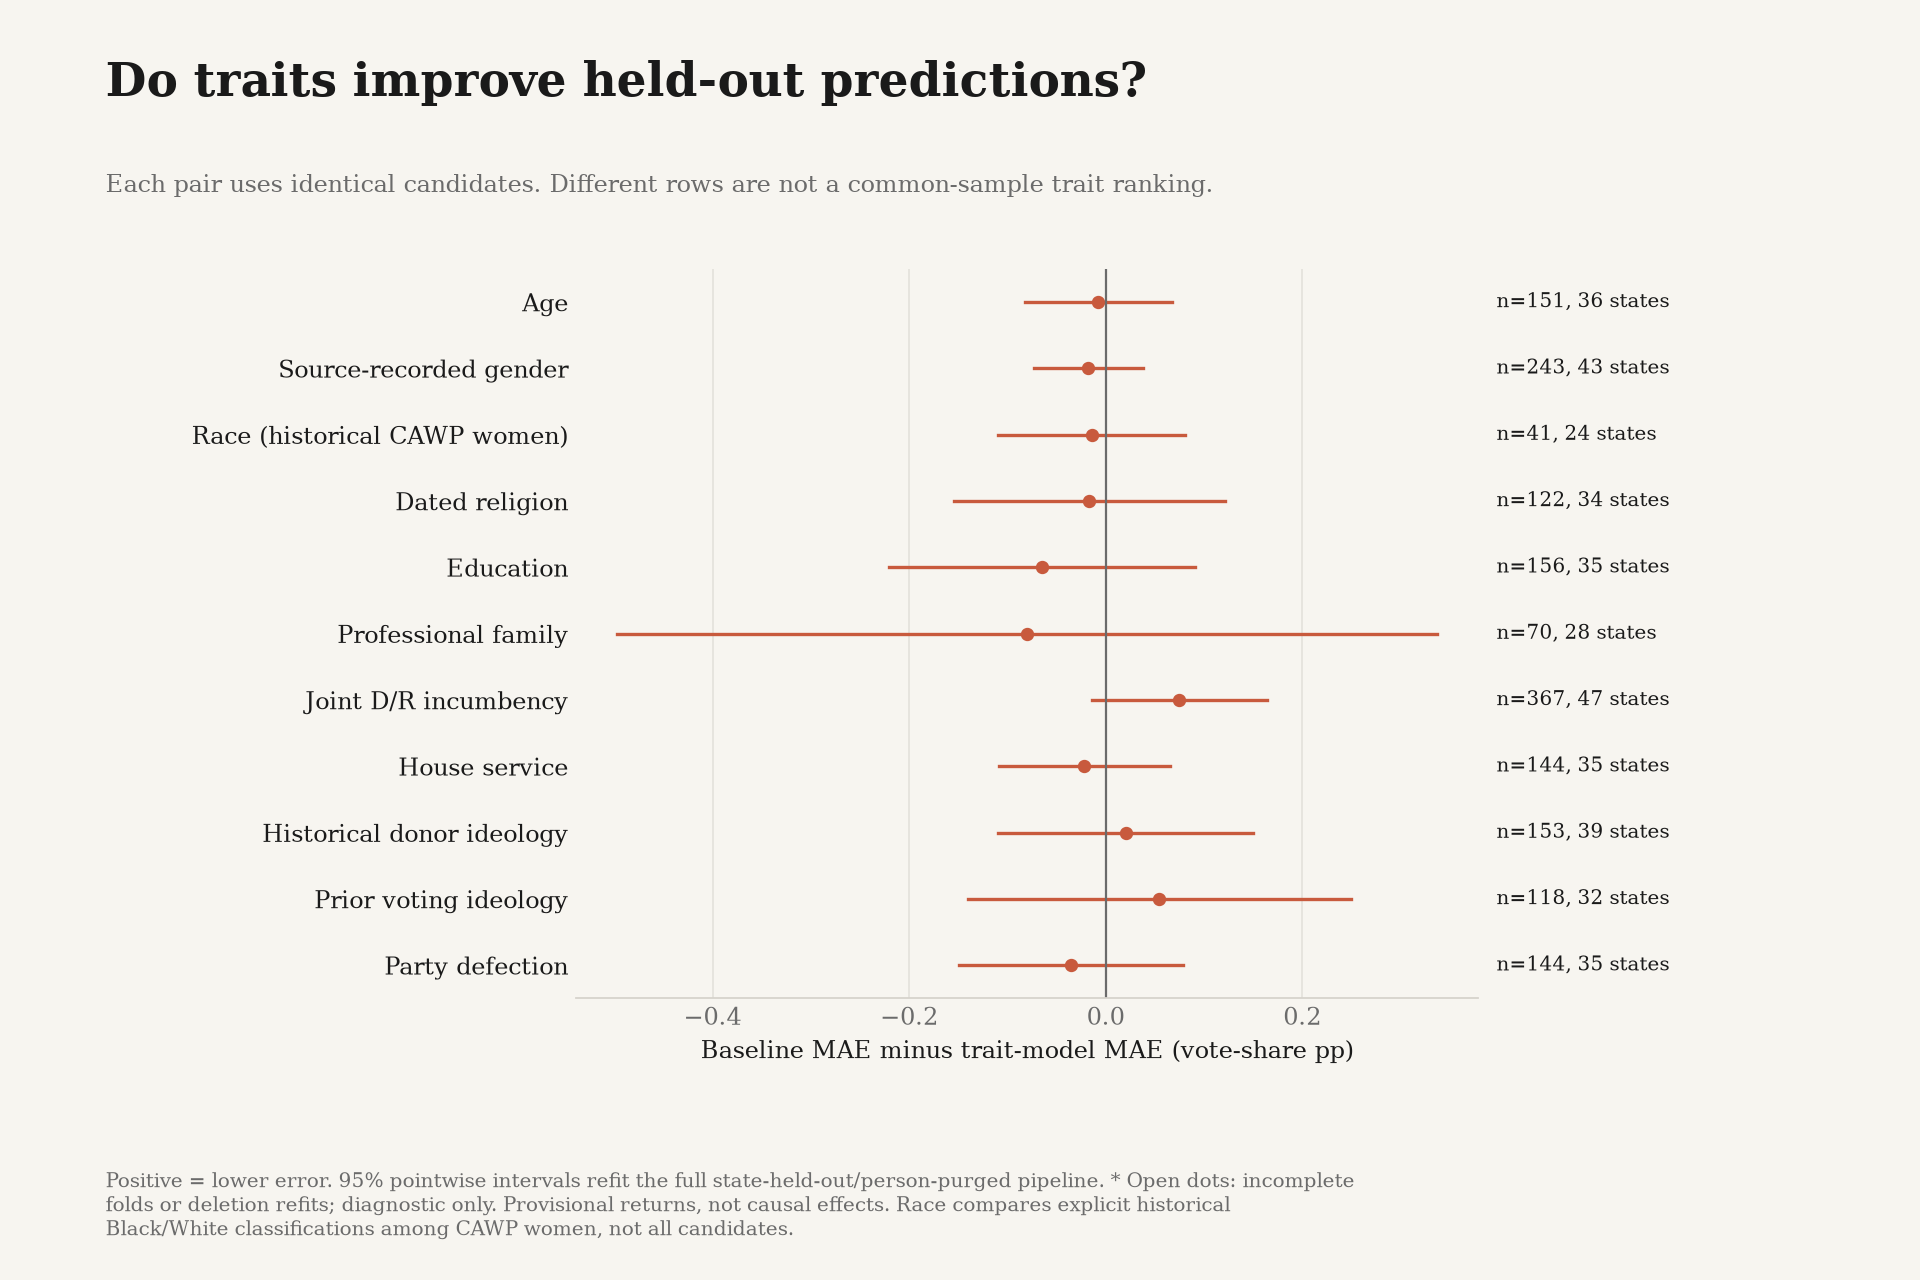 Do traits improve held-out predictions?
Each pair uses identical candidates. Different rows are not a common-sample trait ranking.
Age
n=151, 36 states
Source-recorded gender
n=243, 43 states
Race (historical CAWP women)
n=41, 24 states
Dated religion
n=122, 34 states
Education
n=156, 35 states
Professional family
n=70, 28 states
Joint D/R incumbency
n=367, 47 states
House service
n=144, 35 states
Historical donor ideology
n=153, 39 states
Prior voting ideology
n=118, 32 states
Party defection
n=144, 35 states
−0.4 −0.2 0.0 0.2
Baseline MAE minus trait-model MAE (vote-share pp)
Positive = lower error. 95% pointwise intervals refit the full state-held-out/person-purged pipeline. * Open dots: incomplete
folds or deletion refits; diagnostic only. Provisional returns, not causal effects. Race compares explicit historical
Black/White classifications among CAWP women, not all candidates.